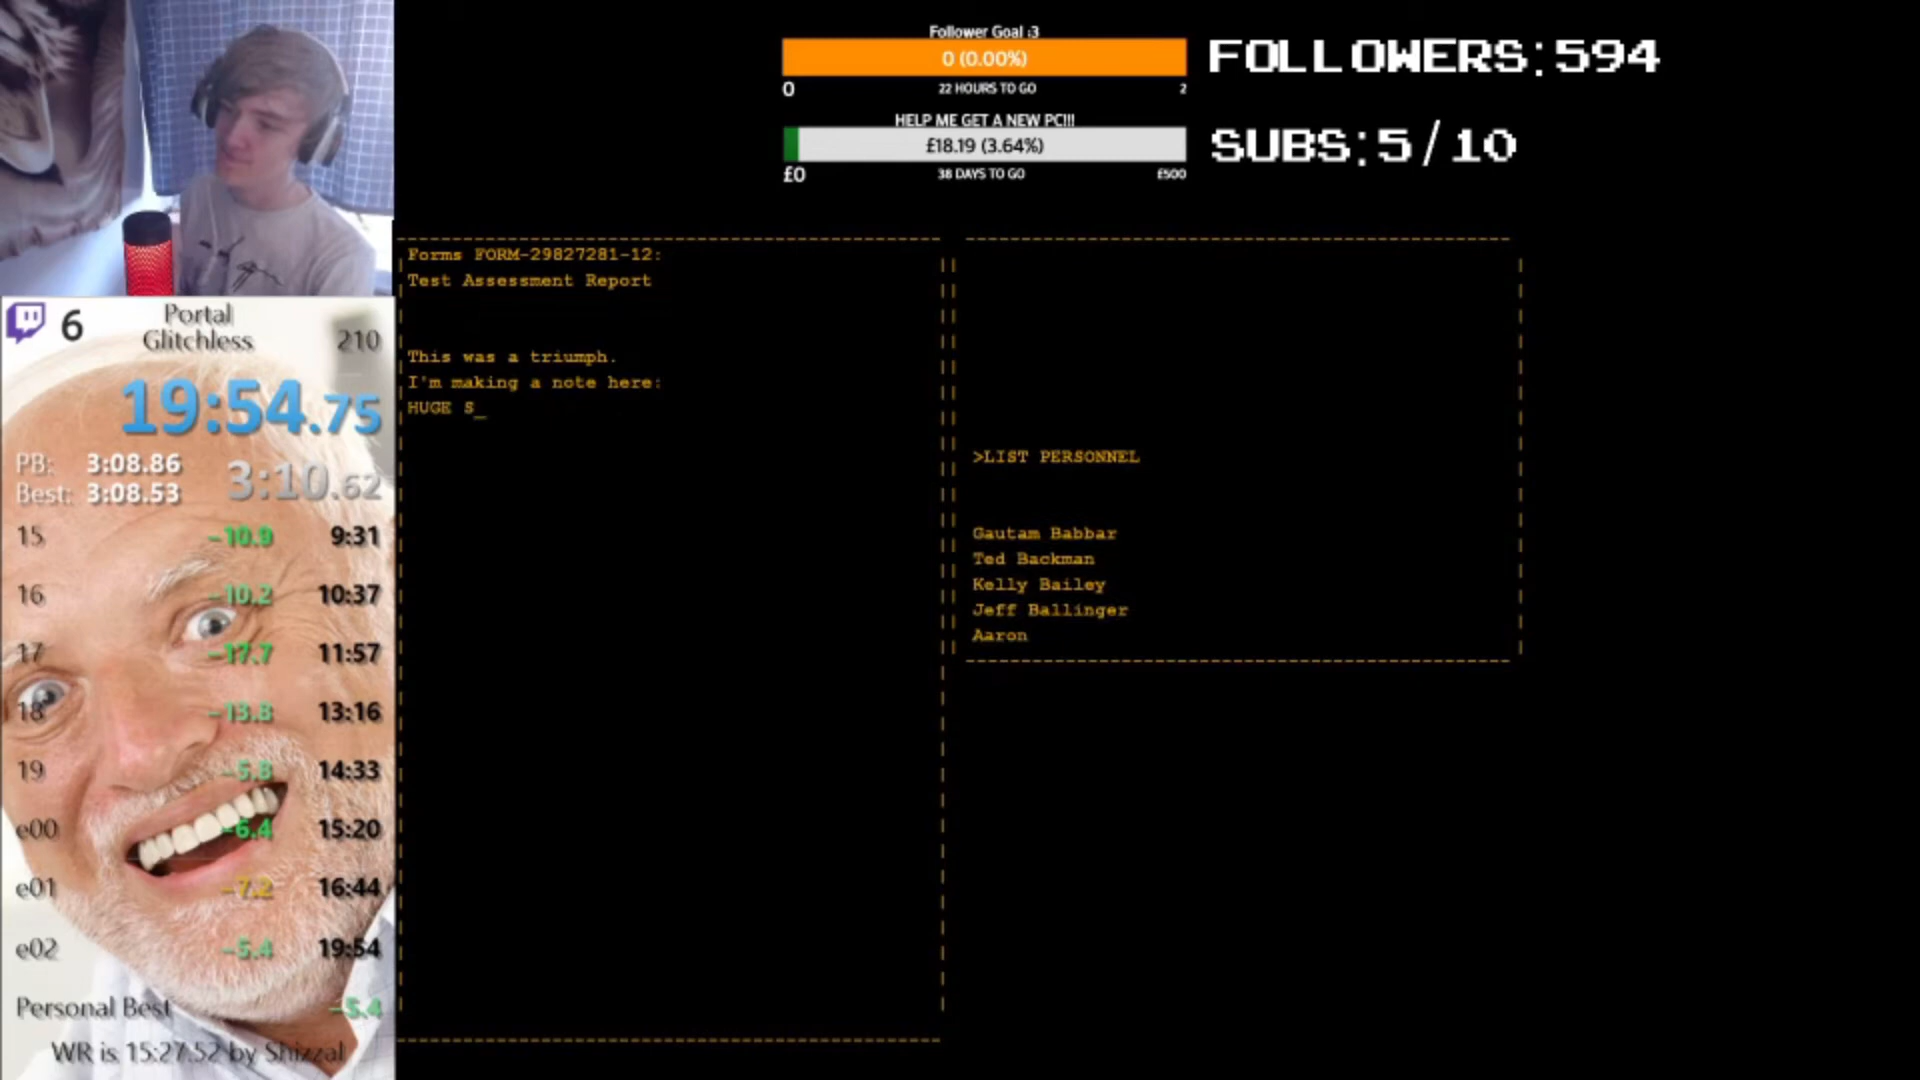 Follower Goal :3
0 (0.00%)
0
22 HOURS TO GO
2
HELP ME GET A NEW PC!!!
£18.19 (3.64%)
£0
38 DAYS TO GO
£500
FOLLOWERS:594
SUBS:5/10
6
Portal
Glitchless
210
19:54.75
PB: 3:08.86
Best: 3:08.53
3:10.62
15 -10.9 9:31
16 -10.2 10:37
17 -17.7 11:57
18 -13.8 13:16
19 -5.8 14:33
e00 -6.4 15:20
e01 -7.2 16:44
e02 -5.4 19:54
Personal Best -5.4
WR is 15:27.52 by Shizzal
Forms FORM-29827281-12:
Test Assessment Report
This was a triumph.
I'm making a note here:
HUGE S_
>LIST PERSONNEL
Gautam Babbar
Ted Backman
Kelly Bailey
Jeff Ballinger
Aaron